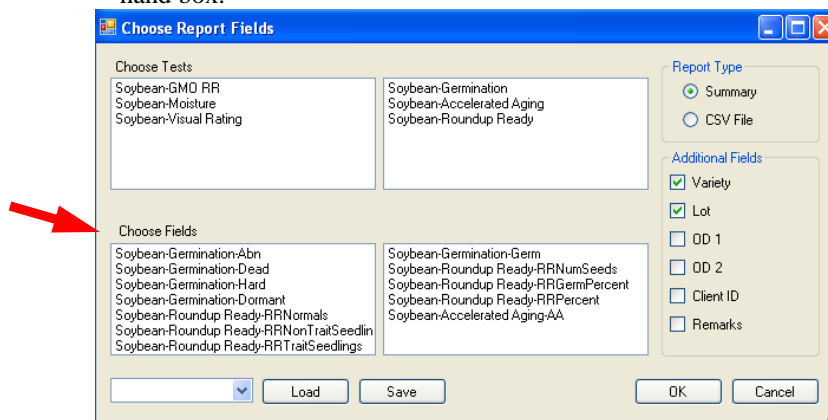 hand box.
Choose Report Fields
Choose Tests
Soybean-GMO RR
Soybean-Moisture
Soybean-Visual Rating
Soybean-Germination
Soybean-Accelerated Aging
Soybean-Roundup Ready
Report Type
Summary
CSV File
Additional Fields
Variety
Lot
OD 1
OD 2
Client ID
Remarks
Choose Fields
Soybean-Germination-Abn
Soybean-Germination-Dead
Soybean-Germination-Hard
Soybean-Germination-Dormant
Soybean-Roundup Ready-RRNormals
Soybean-Roundup Ready-RRNonTraitSeedlin
Soybean-Roundup Ready-RRTraitSeedlings
Soybean-Germination-Germ
Soybean-Roundup Ready-RRNumSeeds
Soybean-Roundup Ready-RRGermPercent
Soybean-Roundup Ready-RRPercent
Soybean-Accelerated Aging-AA
Load
Save
OK
Cancel